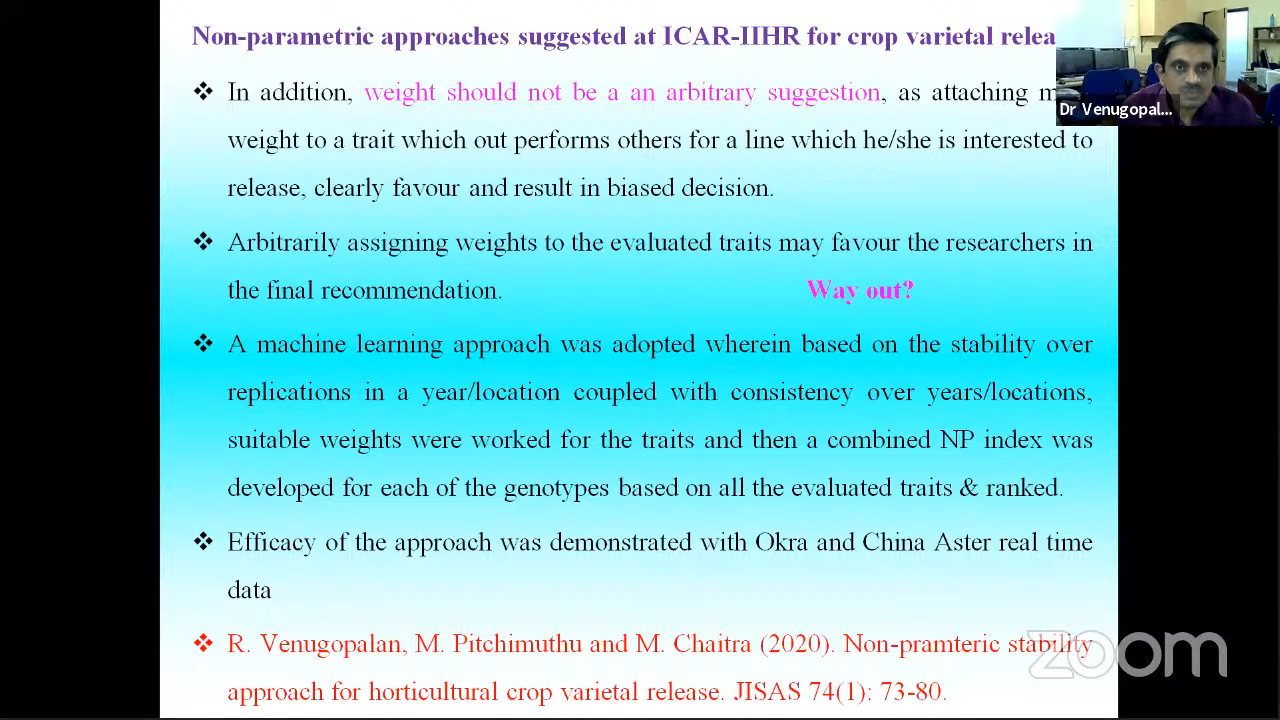 Non-parametric approaches suggested at ICAR-IIHR for crop varietal relea
❖ In addition, weight should not be a an arbitrary suggestion, as attaching m
Dr Venugopal...
weight to a trait which out performs others for a line which he/she is interested to
release, clearly favour and result in biased decision.
❖ Arbitrarily assigning weights to the evaluated traits may favour the researchers in
the final recommendation. Way out?
❖ A machine learning approach was adopted wherein based on the stability over
replications in a year/location coupled with consistency over years/locations,
suitable weights were worked for the traits and then a combined NP index was
developed for each of the genotypes based on all the evaluated traits & ranked.
❖ Efficacy of the approach was demonstrated with Okra and China Aster real time
data
❖ R. Venugopalan, M. Pitchimuthu and M. Chaitra (2020). Non-pramteric stability
approach for horticultural crop varietal release. JISAS 74(1): 73-80.
zoom